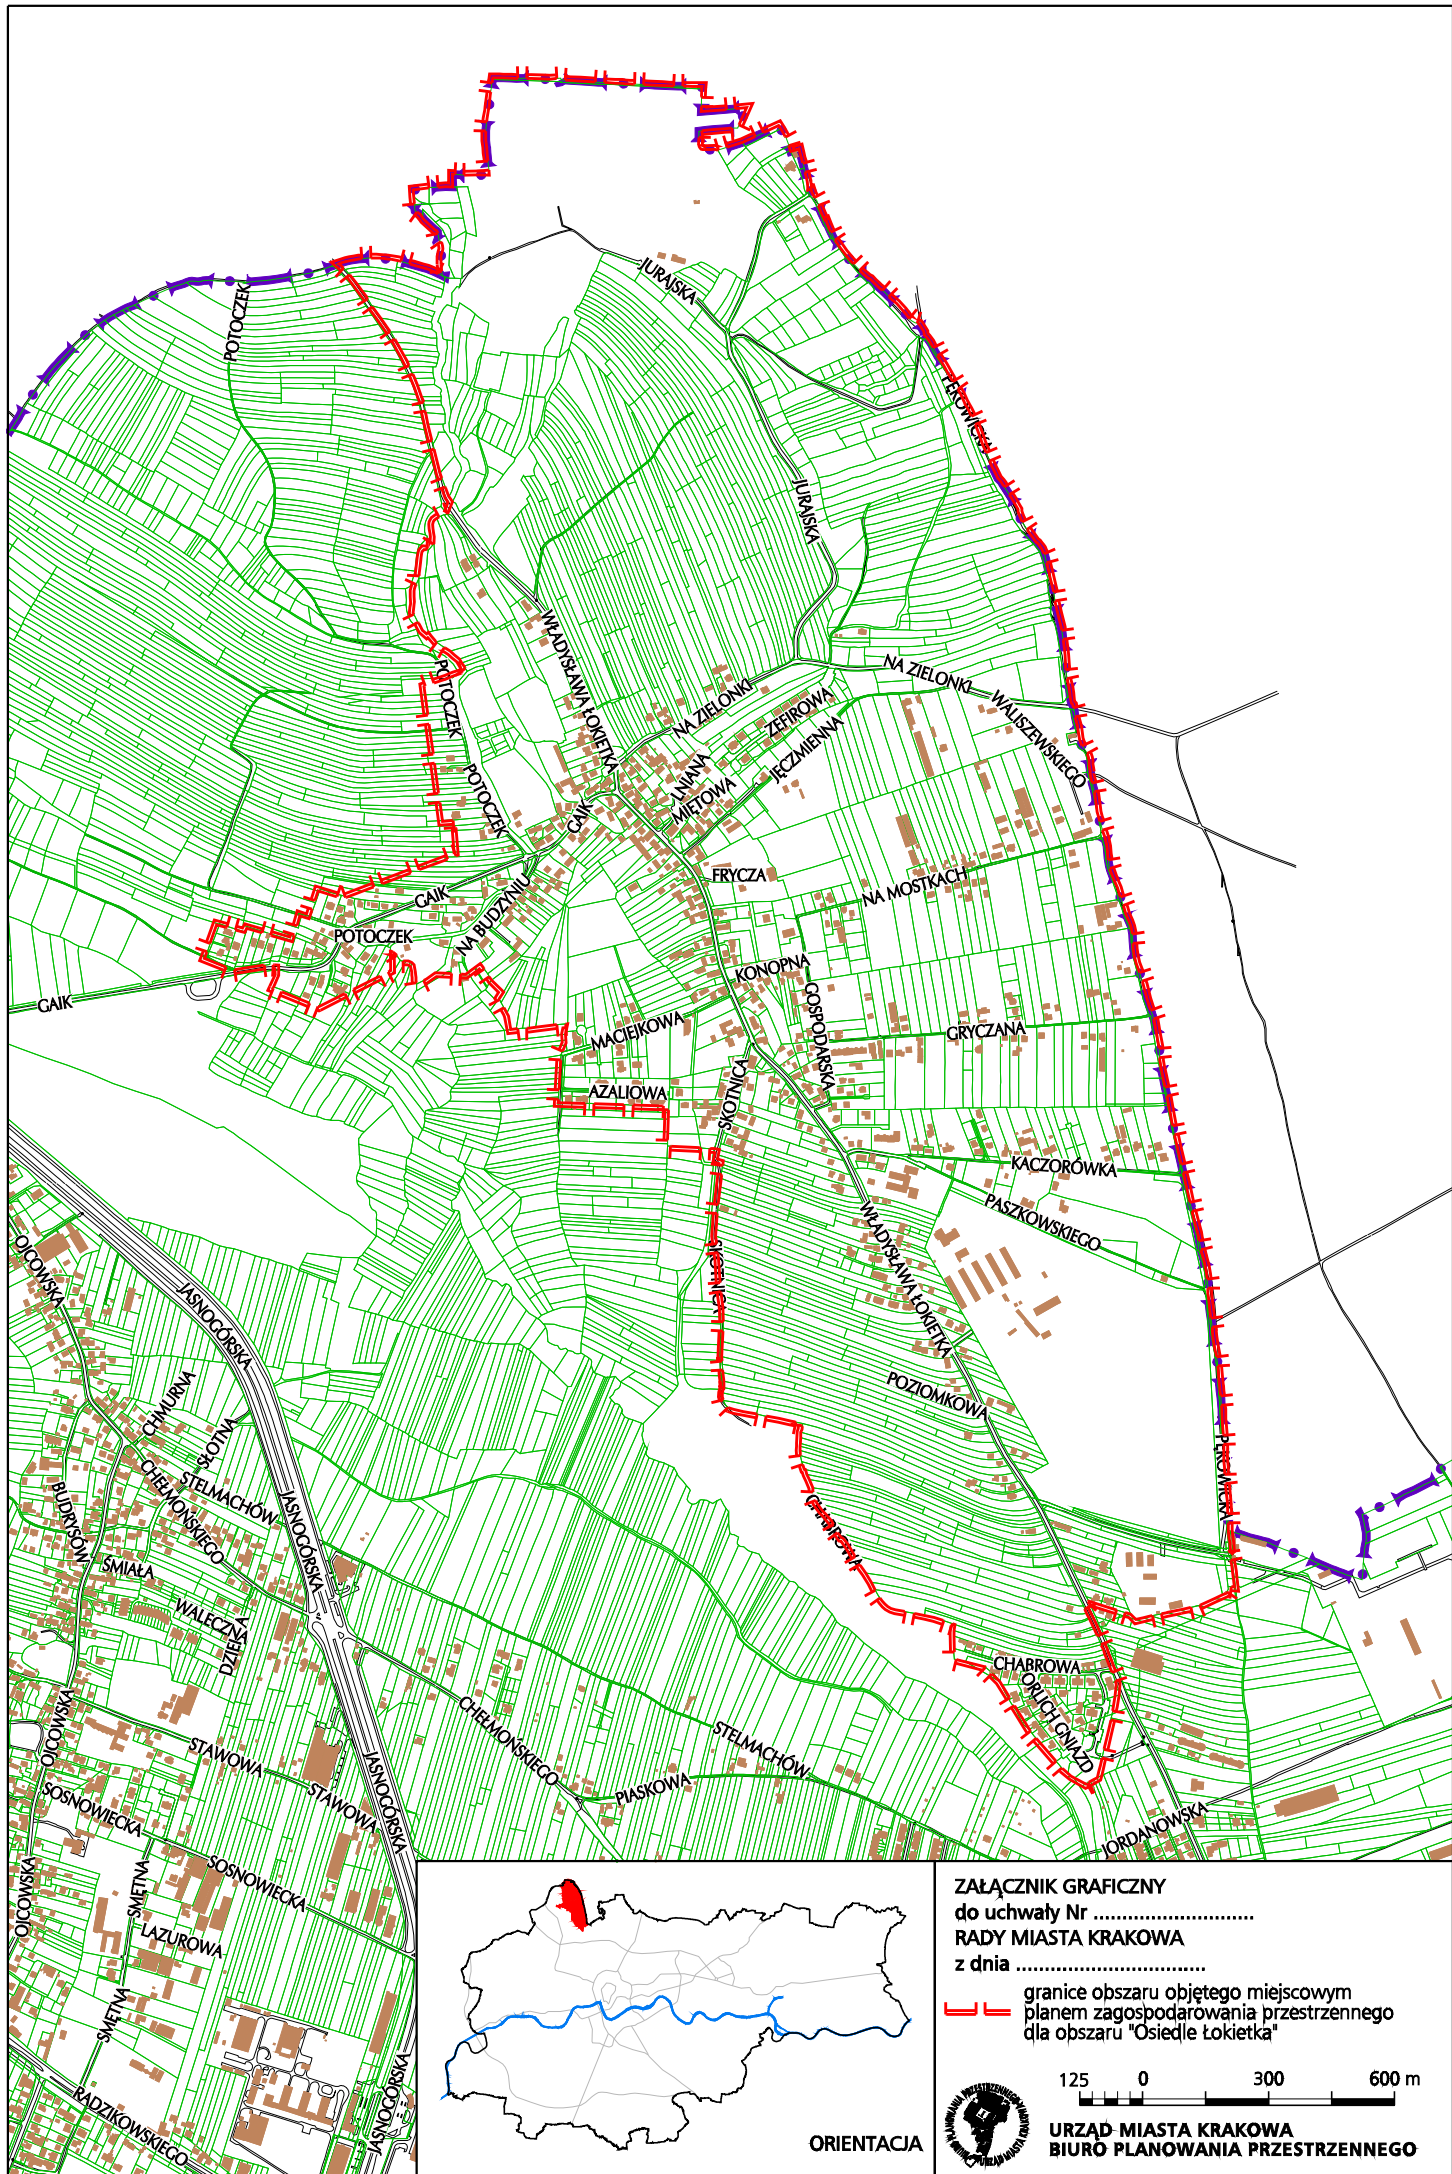 JURAJSKA
POTOCZEK
PĘKOWICKA
JURAJSKA
WŁADYSŁAWA ŁOKIETKA
POTOCZEK
NA ZIELONKI
NA ZIELONKI
ZEFIROWA
WALISZEWSKIEGO
JĘCZMIENNA
LNIANA
MIĘTOWA
POTOCZEK
GAIK
FRYCZA
NA MOSTKACH
GAIK
NA BUDZYNIU
POTOCZEK
KONOPNA
GOSPODARSKA
GAIK
MACIEJKOWA
GRYCZANA
AZALIOWA
SKOTNICA
KACZORÓWKA
PASZKOWSKIEGO
WŁADYSŁAWA ŁOKIETKA
SKOTNICA
OJCOWSKA
JASNOGÓRSKA
POZIOMKOWA
CHMURNA
SŁOTNA
STELMACHÓW
CHEŁMOŃSKIEGO
BUDRYSÓW
JASNOGÓRSKA
PĘKOWICKA
CHABROWA
ŚMIAŁA
WALECZNA
DZIELNA
CHABROWA
ORLICH GNIAZD
OJCOWSKA
CHEŁMOŃSKIEGO
STELMACHÓW
STAWOWA
STAWOWA
JASNOGÓRSKA
PIASKOWA
SOSNOWIECKA
JORDANOWSKA
SOSNOWIECKA
OJCOWSKA
SMĘTNA
LAZUROWA
SMĘTNA
JASNOGÓRSKA
RADZIKOWSKIEGO
ORIENTACJA
ZAŁĄCZNIK GRAFICZNY
do uchwały Nr ............................
RADY MIASTA KRAKOWA
z dnia .................................
granice obszaru objętego miejscowym
planem zagospodarowania przestrzennego
dla obszaru "Osiedle Łokietka"
125 0 300 600 m
URZĄD MIASTA KRAKOWA
BIURO PLANOWANIA PRZESTRZENNEGO